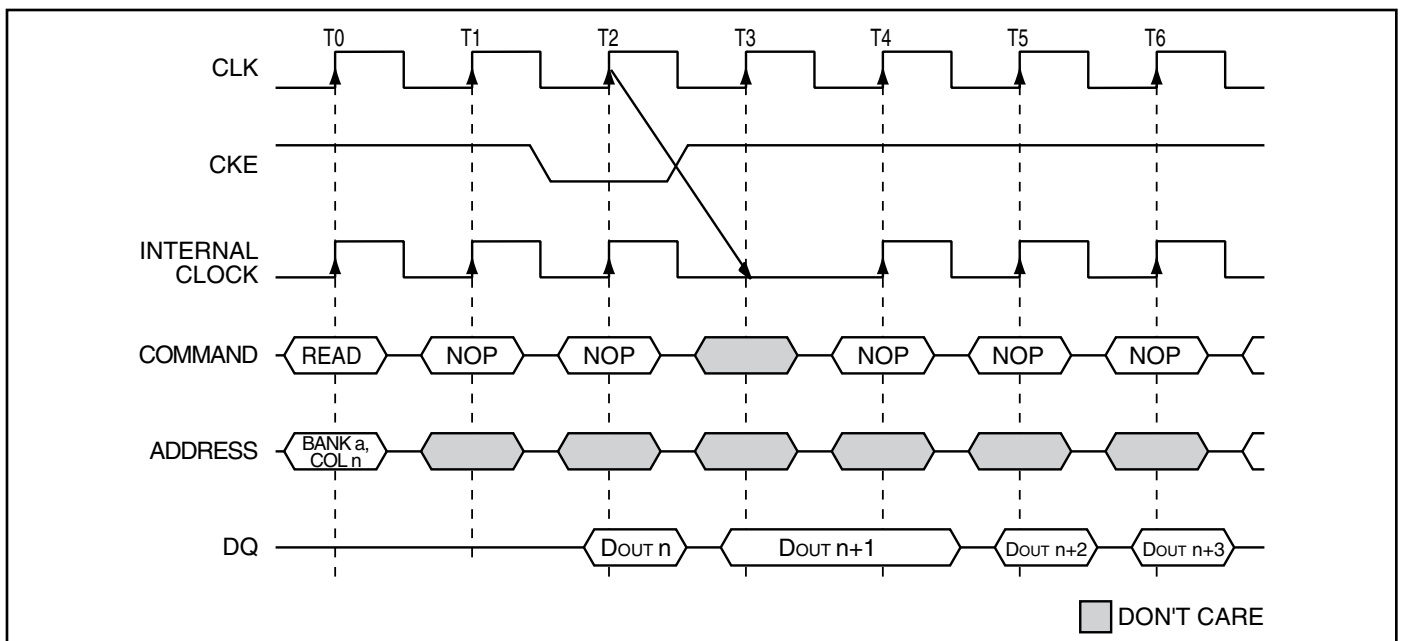 T0 T1 T2 T3 T4 T5 T6
CLK
CKE
INTERNAL
CLOCK
COMMAND READ NOP NOP NOP NOP NOP
ADDRESS BANK a,
COL n
DQ DOUT n DOUT n+1 DOUT n+2 DOUT n+3
DON'T CARE